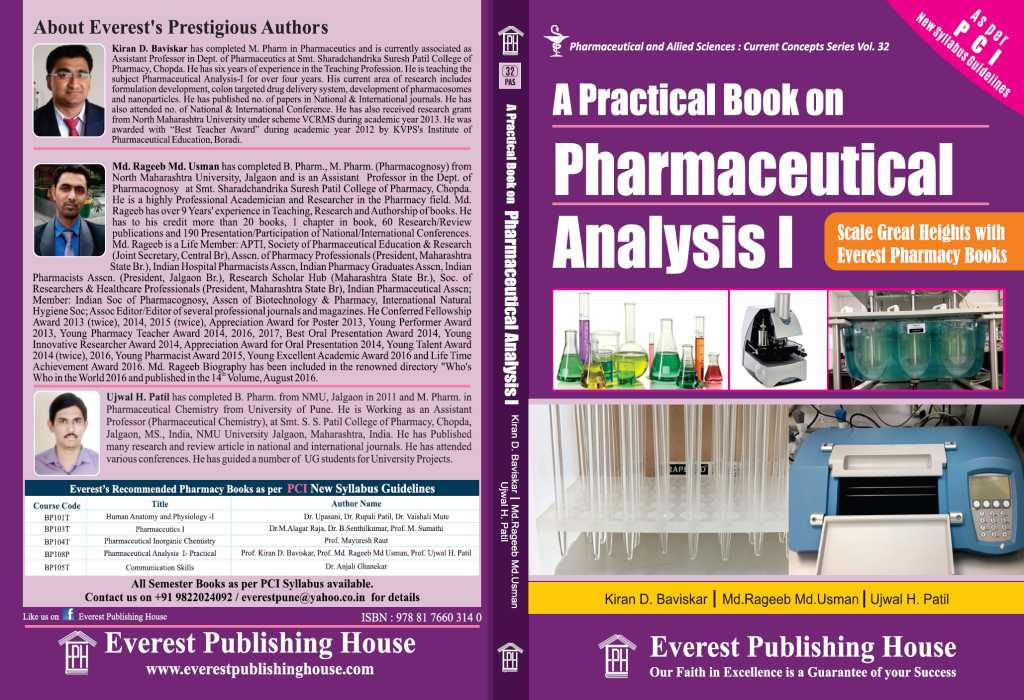 About Everest's Prestigious Authors
Kiran D. Baviskar has completed M. Pharm in Pharmaceutics and is currently associated as
Assistant Professor in Dept. of Pharmaceutics at Smt. Sharadchandrika Suresh Patil College of
Pharmacy, Chopda. He has six years of experience in the Teaching Profession. He is teaching the
subject Pharmaceutical Analysis-I for over four years. His current area of research includes
formulation development, colon targeted drug delivery system, development of pharmacosomes
and nanoparticles. He has published no. of papers in National & International journals. He has
also attended no. of National & International Conference. He has also received research grant
from North Maharashtra University under scheme VCRMS during academic year 2013. He was
awarded with “Best Teacher Award” during academic year 2012 by KVPS's Institute of
Pharmaceutical Education, Boradi.
Md. Rageeb Md. Usman has completed B. Pharm., M. Pharm. (Pharmacognosy) from
North Maharashtra University, Jalgaon and is an Assistant Professor in the Dept. of
Pharmacognosy at Smt. Sharadchandrika Suresh Patil College of Pharmacy, Chopda.
He is a highly Professional Academician and Researcher in the Pharmacy field. Md.
Rageeb has over 9 Years' experience in Teaching, Research and Authorship of books. He
has to his credit more than 20 books, 1 chapter in book, 60 Research/Review
publications and 190 Presentation/Participation of National/International Conferences.
Md. Rageeb is a Life Member: APTI, Society of Pharmaceutical Education & Research
(Joint Secretary, Central Br), Asscn. of Pharmacy Professionals (President, Maharashtra
State Br.), Indian Hospital Pharmacists Asscn, Indian Pharmacy Graduates Asscn, Indian
Pharmacists Asscn. (President, Jalgaon Br.), Research Scholar Hub (Maharashtra State Br.), Soc. of
Researchers & Healthcare Professionals (President, Maharashtra State Br), Indian Pharmaceutical Asscn;
Member: Indian Soc of Pharmacognosy, Asscn of Biotechnology & Pharmacy, International Natural
Hygiene Soc; Assoc Editor/Editor of several professional journals and magazines. He Conferred Fellowship
Award 2013 (twice), 2014, 2015 (twice), Appreciation Award for Poster 2013, Young Performer Award
2013, Young Pharmacy Teacher Award 2014, 2016, 2017, Best Oral Presentation Award 2014, Young
Innovative Researcher Award 2014, Appreciation Award for Oral Presentation 2014, Young Talent Award
2014 (twice), 2016, Young Pharmacist Award 2015, Young Excellent Academic Award 2016 and Life Time
Achievement Award 2016. Md. Rageeb Biography has been included in the renowned directory "Who's
Who in the World 2016 and published in the 14th Volume, August 2016.
Ujwal H. Patil has completed B. Pharm. from NMU, Jalgaon in 2011 and M. Pharm. in
Pharmaceutical Chemistry from University of Pune. He is Working as an Assistant
Professor (Pharmaceutical Chemistry), at Smt. S. S. Patil College of Pharmacy, Chopda,
Jalgaon, MS., India, NMU University Jalgaon, Maharashtra, India. He has Published
many research and review article in national and international journals. He has attended
various conferences. He has guided a number of UG students for University Projects.
Everest's Recommended Pharmacy Books as per PCI New Syllabus Guidelines
Course Code Title Author Name
BP101T Human Anatomy and Physiology -I Dr. Upasani, Dr. Rupali Patil, Dr. Vaishali Mute
BP103T Pharmaceutics I Dr.M.Alagar Raja, Dr. B.Senthilkumar, Prof. M. Sumathi
BP104T Pharmaceutical Inorganic Chemistry Prof. Mayuresh Raut
BP108P Pharmaceutical Analysis 1- Practical Prof. Kiran D. Baviskar, Prof. Md. Rageeb Md Usman, Prof. Ujwal H. Patil
BP105T Communication Skills Dr. Anjali Ghanekar
All Semester Books as per PCI Syllabus available.
Contact us on +91 9822024092 / everestpune@yahoo.co.in for details
Like us on f Everest Publishing House
ISBN : 978 81 7660 314 0
EPH Everest Publishing House
www.everestpublishinghouse.com
EPH
32
PAS
A Practical Book on Pharmaceutical Analysis I
Kiran D. Baviskar | Md.Rageeb Md.Usman
Ujwal H. Patil
EPH
Pharmaceutical and Allied Sciences : Current Concepts Series Vol. 32
As per
PCI
New Syllabus Guidelines
A Practical Book on
Pharmaceutical
Analysis I
Scale Great Heights with
Everest Pharmacy Books
Kiran D. Baviskar | Md.Rageeb Md.Usman | Ujwal H. Patil
EPH Everest Publishing House
Our Faith in Excellence is a Guarantee of your Success